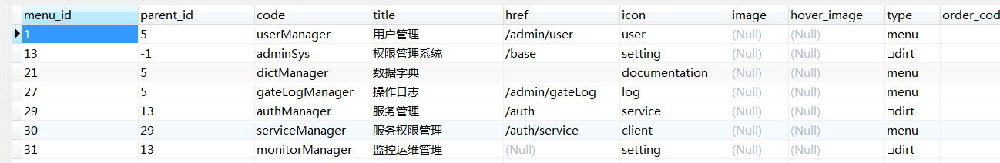 menu_id parent_id code title href icon image hover_image type order_cod
1 5 userManager 用户管理 /admin/user user (Null) (Null) menu
13 -1 adminSys 权限管理系统 /base setting (Null) (Null) □dirt
21 5 dictManager 数据字典 documentation (Null) (Null) menu
27 5 gateLogManager 操作日志 /admin/gateLog log (Null) (Null) menu
29 13 authManager 服务管理 /auth service (Null) (Null) □dirt
30 29 serviceManager 服务权限管理 /auth/service client (Null) (Null) menu
31 13 monitorManager 监控运维管理 (Null) setting (Null) (Null) □dirt